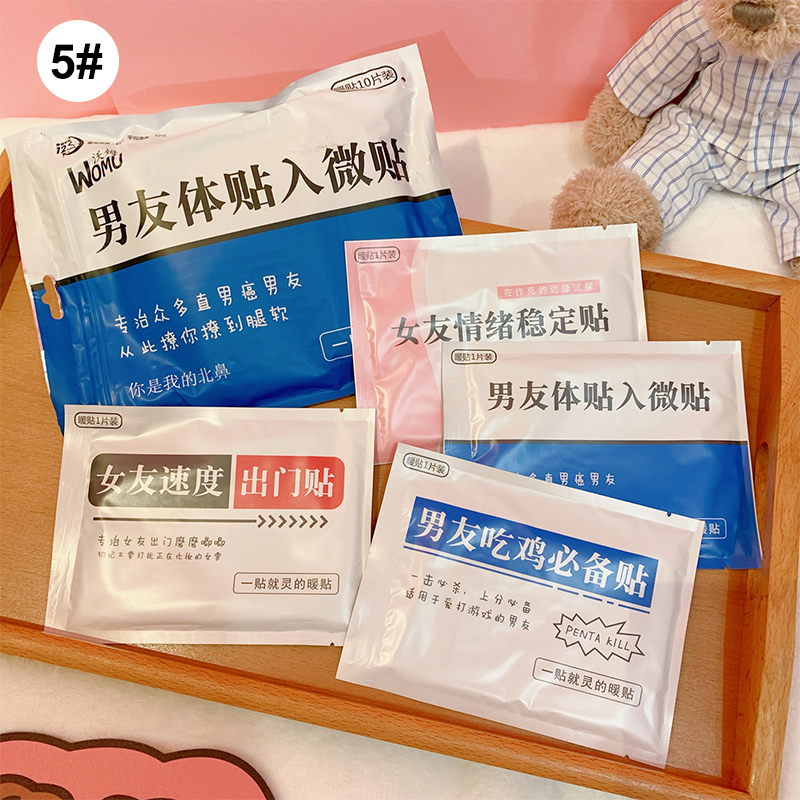 5#
暖贴10片装
沃姆
WOMU
男友体贴入微贴
专治众多直男癌男友
从此撩你撩到腿软
你是我的北鼻
暖贴1片装
在作死的边缘试探
女友情绪稳定贴
暖贴1片装
男友体贴入微贴
多直男癌男友
暖贴
暖贴1片装
女友速度
出门贴
专治女友出门磨磨唧唧
切记不要打扰正在化妆的女票
一贴就灵的暖贴
暖贴1片装
男友吃鸡必备贴
一击必杀，上分必备
适用于爱打游戏的男友
PENTA KILL
一贴就灵的暖贴